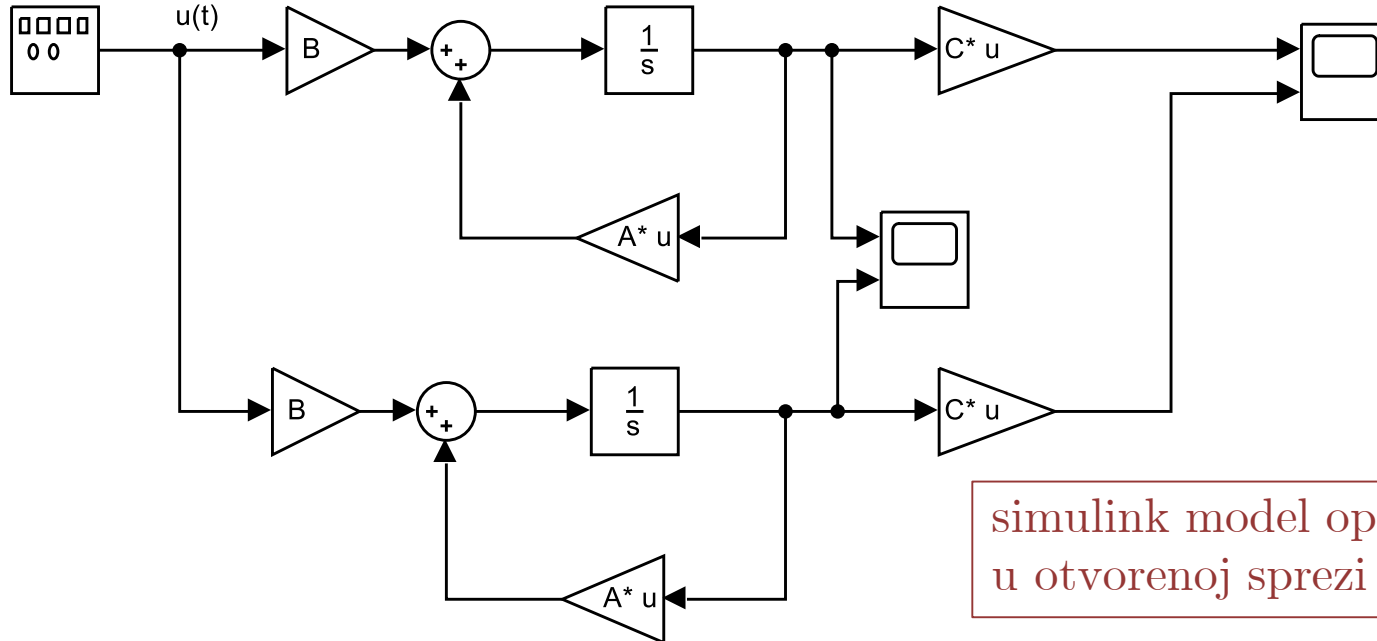 u(t)
B
+
+
1
s
C* u
A* u
B
+
+
1
s
C* u
A* u
simulink model op
u otvorenoj sprezi